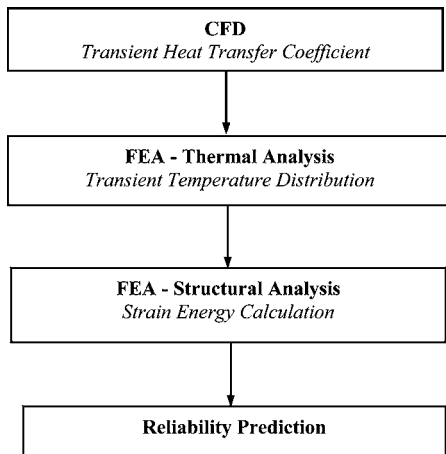 CFD
Transient Heat Transfer Coefficient
FEA - Thermal Analysis
Transient Temperature Distribution
FEA - Structural Analysis
Strain Energy Calculation
Reliability Prediction